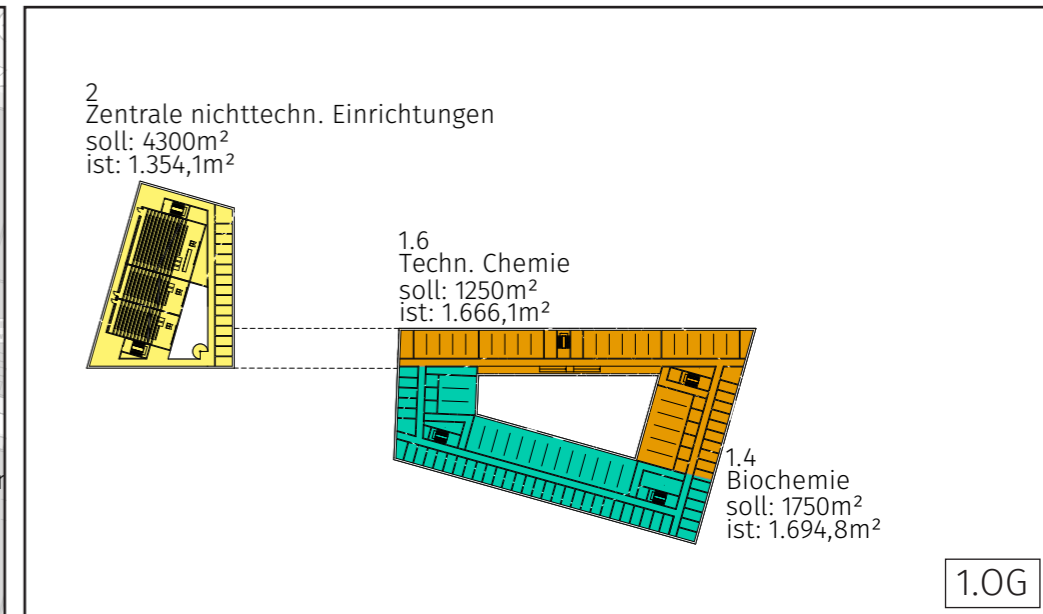 2
Zentrale nichttechn. Einrichtungen
soll: 4300m²
ist: 1.354,1m²
1.6
Techn. Chemie
soll: 1250m²
ist: 1.666,1m²
1.4
Biochemie
soll: 1750m²
ist: 1.694,8m²
1.OG